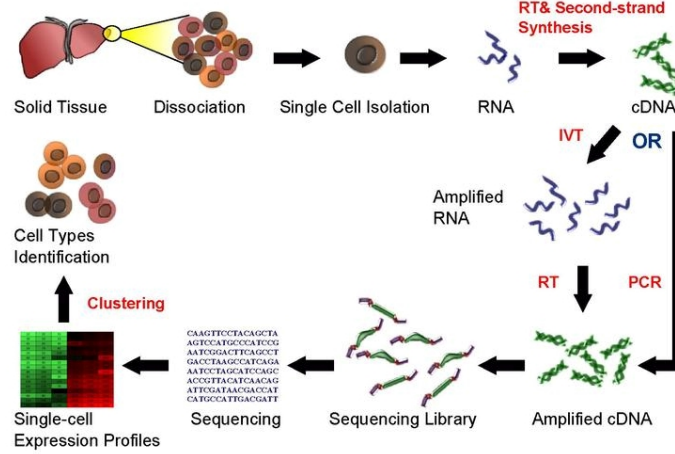 RT& Second-strand
Synthesis
Solid Tissue
Dissociation
Single Cell Isolation
RNA
cDNA
IVT
OR
Amplified
RNA
Cell Types
Identification
RT
PCR
Clustering
CAAGTTCCTACAGCTA
AGTCCATGCCCATCCG
AATCGGACTTCAGCCT
GACCTAAGCCATCAGA
AATCCTAGCATCCAGC
ACCGTTACATCAACAG
ATTCGATAACGACCAT
CATGCCATTGACGATT
Single-cell
Expression Profiles
Sequencing
Sequencing Library
Amplified cDNA